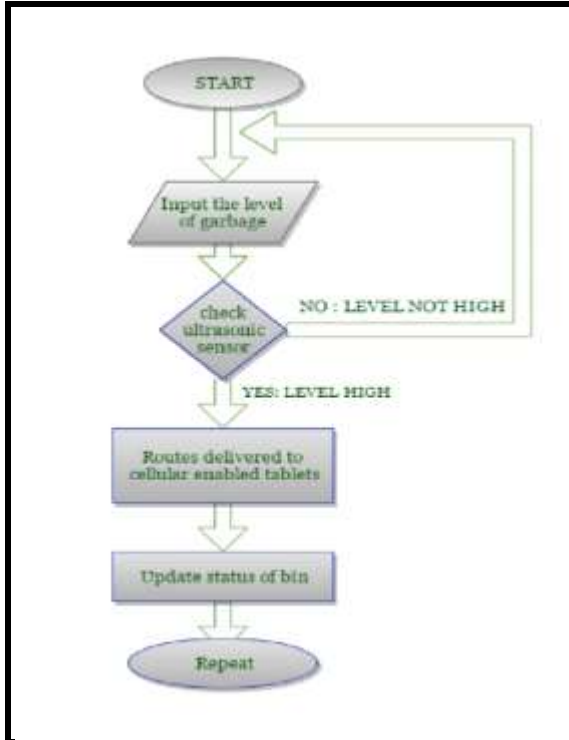 START
Input the level
of garbage
check
ultrasonic
sensor
NO : LEVEL NOT HIGH
YES: LEVEL HIGH
Routes delivered to
cellular enabled tablets
Update status of bin
Repeat